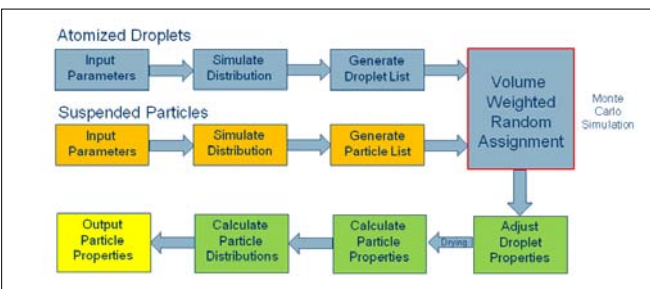 Atomized Droplets
Input
Parameters
Simulate
Distribution
Generate
Droplet List
Volume
Weighted
Random
Assignment
Monte
Carlo
Simulation
Suspended Particles
Input
Parameters
Simulate
Distribution
Generate
Particle List
Output
Particle
Properties
Calculate
Particle
Distributions
Calculate
Particle
Properties
Drying
Adjust
Droplet
Properties